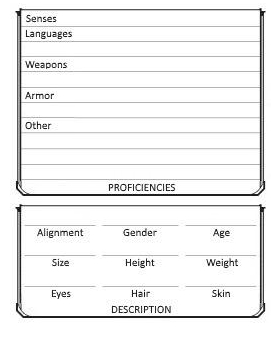 Senses
Languages
Weapons
Armor
Other
PROFICIENCIES
Alignment Gender Age
Size Height Weight
Eyes Hair Skin
DESCRIPTION